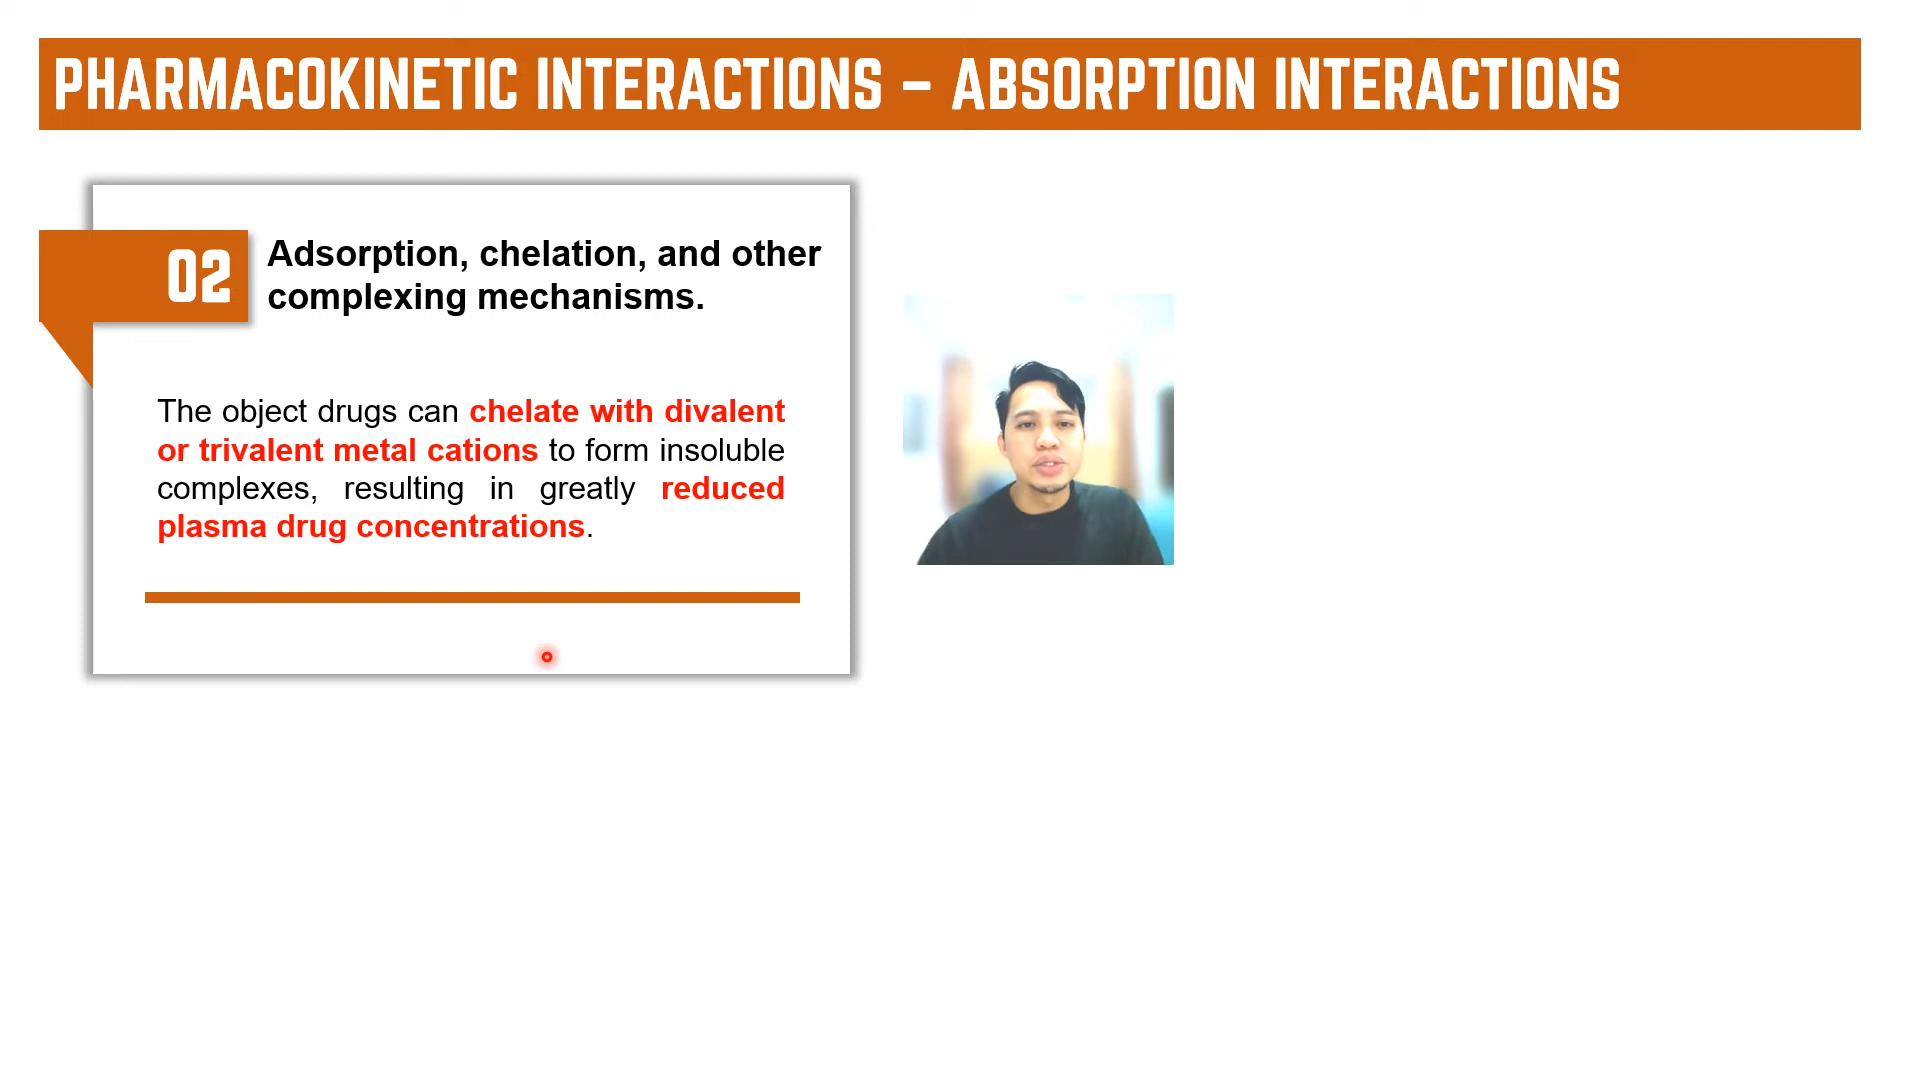 PHARMACOKINETIC INTERACTIONS – ABSORPTION INTERACTIONS
02
Adsorption, chelation, and other
complexing mechanisms.
The object drugs can chelate with divalent
or trivalent metal cations to form insoluble
complexes, resulting in greatly reduced
plasma drug concentrations.